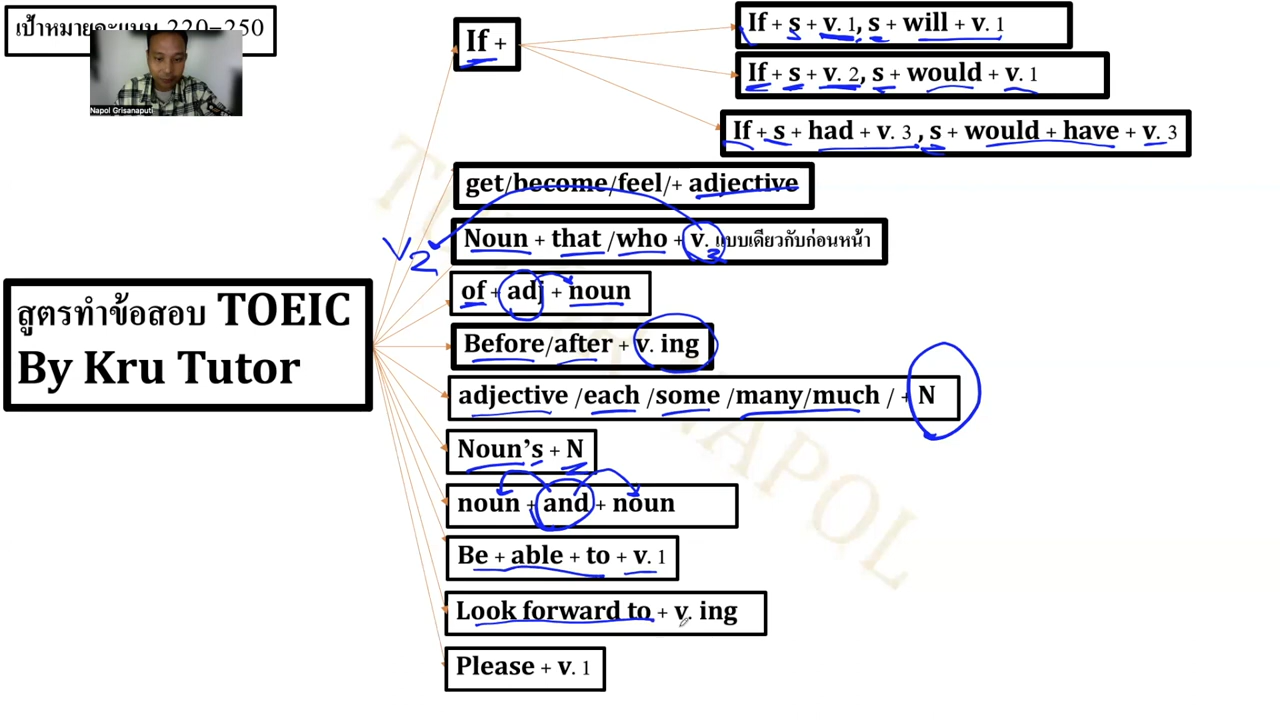 เป้าหมายคะแนน 220-250
Napol Grisanaputi
สูตรทำข้อสอบ TOEIC
By Kru Tutor
If +
If + s + v. 1, s + will + v. 1
If + s + v. 2, s + would + v. 1
If + s + had + v. 3 , s + would + have + v. 3
get/become/feel/+ adjective
Noun + that /who + v. แบบเดียวกับก่อนหน้า
V2
2
of + adj + noun
Before/after + v. ing
adjective /each /some /many/much / + N
Noun's + N
noun + and + noun
Be + able + to + v. 1
Look forward to + v. ing
Please + v. 1
NAPOL